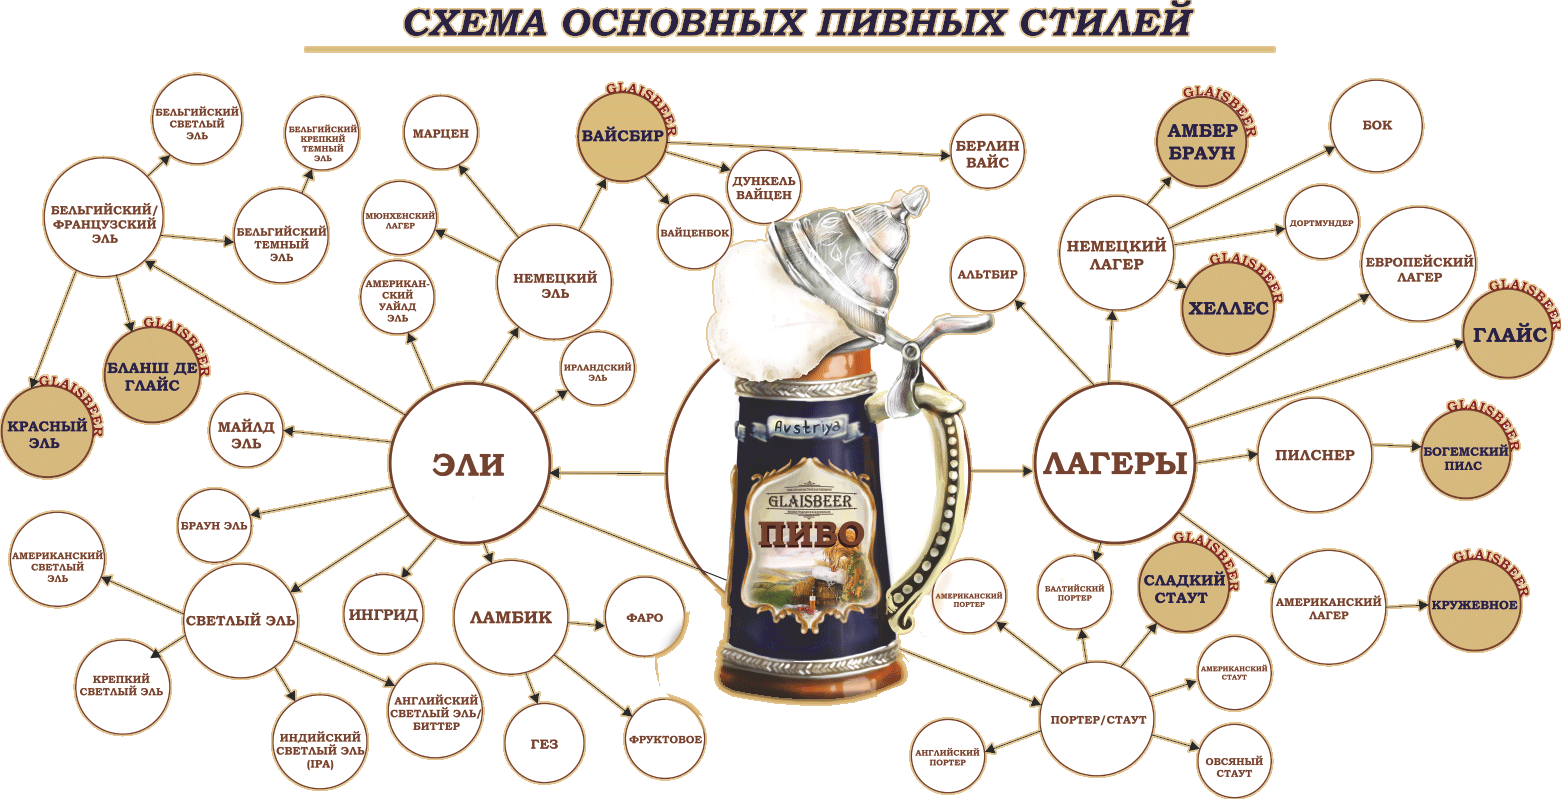 СХЕМА ОСНОВНЫХ ПИВНЫХ СТИЛЕЙ
БЕЛЬГИЙСКИЙ
СВЕТЛЫЙ
ЭЛЬ
БЕЛЬГИЙСКИЙ
КРЕПКИЙ
ТЕМНЫЙ
ЭЛЬ
МАРЦЕН
GLAISBEER
ВАЙСБИР
БЕРЛИН
ВАЙС
GLAISBEER
АМБЕР
БРАУН
БОК
БЕЛЬГИЙСКИЙ/
ФРАНЦУЗСКИЙ
ЭЛЬ
БЕЛЬГИЙСКИЙ
ТЕМНЫЙ
ЭЛЬ
МЮНХЕНСКИЙ
ЛАГЕР
ДУНКЕЛЬ
ВАЙЦЕН
ВАЙЦЕНБОК
НЕМЕЦКИЙ
ЛАГЕР
ДОРТМУНДЕР
ЕВРОПЕЙСКИЙ
ЛАГЕР
АМЕРИКАН-
СКИЙ
УАЙЛД
ЭЛЬ
НЕМЕЦКИЙ
ЭЛЬ
АЛЬТБИР
GLAISBEER
ХЕЛЛЕС
GLAISBEER
ГЛАЙС
GLAISBEER
БЛАНШ ДЕ
ГЛАЙС
ИРЛАНДСКИЙ
ЭЛЬ
GLAISBEER
КРАСНЫЙ
ЭЛЬ
МАЙЛД
ЭЛЬ
ЭЛИ
Avstriya
GLAISBEER
ПИВО
ЛАГЕРЫ
ПИЛСНЕР
GLAISBEER
БОГЕМСКИЙ
ПИЛС
БРАУН ЭЛЬ
АМЕРИКАНСКИЙ
СВЕТЛЫЙ
ЭЛЬ
СВЕТЛЫЙ ЭЛЬ
ИНГРИД
ЛАМБИК
ФАРО
АМЕРИКАНСКИЙ
ПОРТЕР
БАЛТИЙСКИЙ
ПОРТЕР
GLAISBEER
СЛАДКИЙ
СТАУТ
АМЕРИКАНСКИЙ
ЛАГЕР
GLAISBEER
КРУЖЕВНОЕ
КРЕПКИЙ
СВЕТЛЫЙ ЭЛЬ
ИНДИЙСКИЙ
СВЕТЛЫЙ ЭЛЬ
(IPA)
АНГЛИЙСКИЙ
СВЕТЛЫЙ ЭЛЬ/
БИТТЕР
ГЕЗ
ФРУКТОВОЕ
АНГЛИЙСКИЙ
ПОРТЕР
ПОРТЕР/СТАУТ
АМЕРИКАНСКИЙ
СТАУТ
ОВСЯНЫЙ
СТАУТ